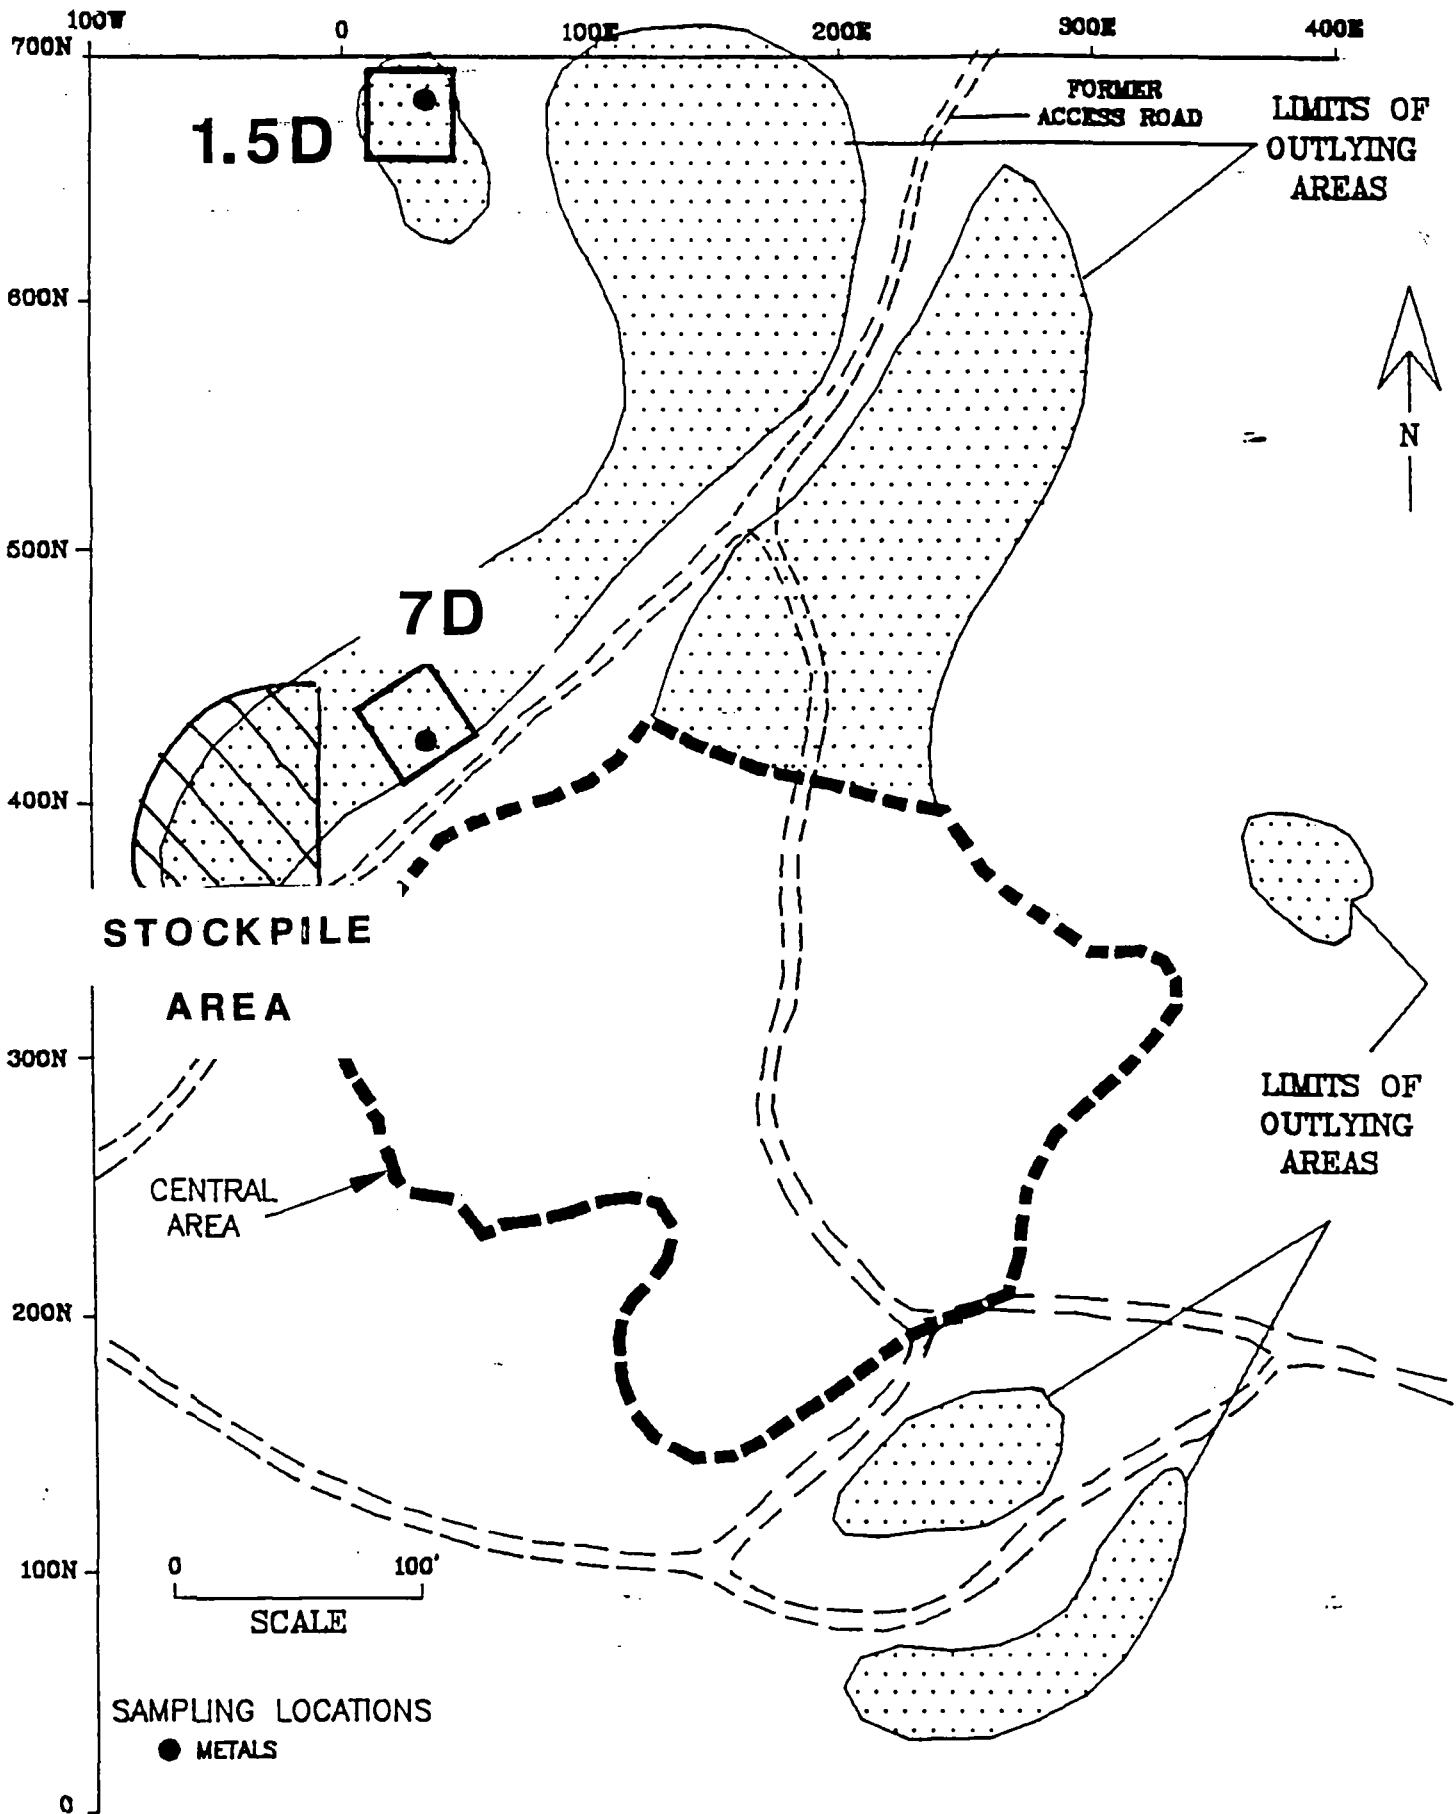 100W
0
100E
200E
300E
400E
700N
FORMER
ACCESS ROAD
LIMITS OF
OUTLYING
AREAS
1.5D
600N
N
500N
7D
400N
STOCKPILE
AREA
300N
LIMITS OF
OUTLYING
AREAS
CENTRAL
AREA
200N
100N
0
100'
SCALE
SAMPLING LOCATIONS
METALS
0